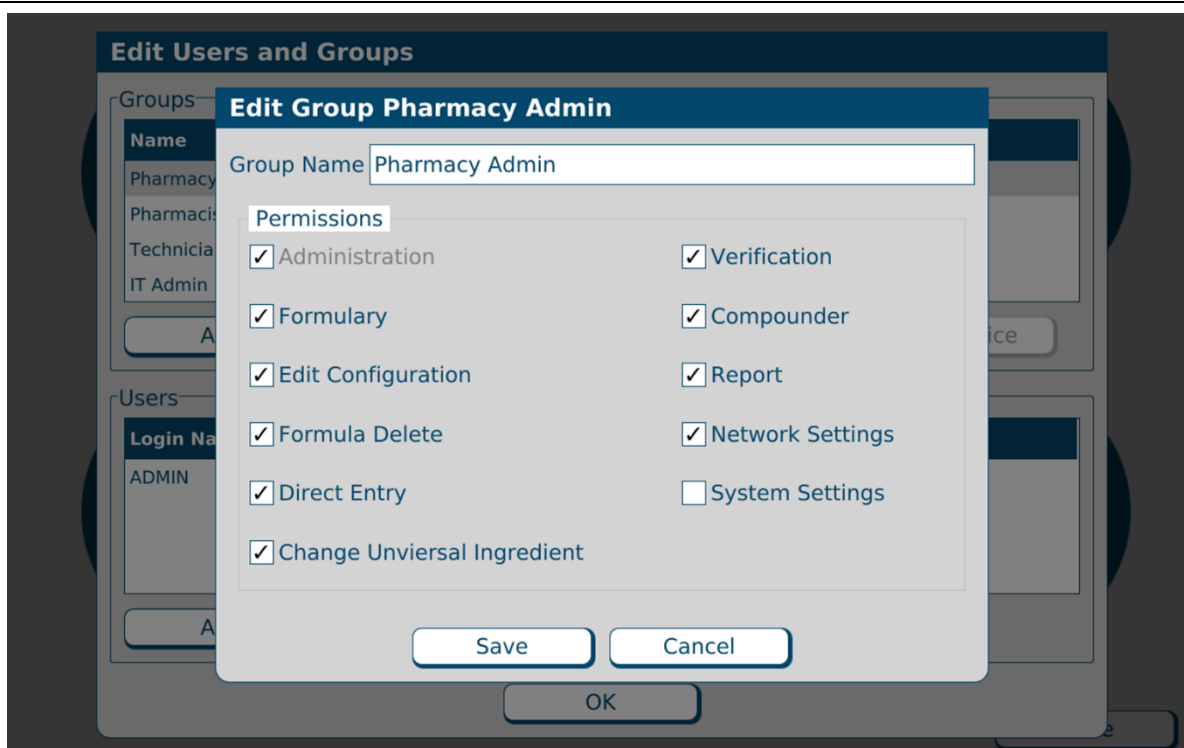 Edit Users and Groups
Groups
Edit Group Pharmacy Admin
Name
Group Name Pharmacy Admin
Pharmacy
Permissions
Technicia
Administration Verification
IT Admin
Formulary Compounder
Edit Configuration Report
Users
Formula Delete Network Settings
Login Na
ADMIN
Direct Entry System Settings
Change Unviersal Ingredient
Save Cancel
OK